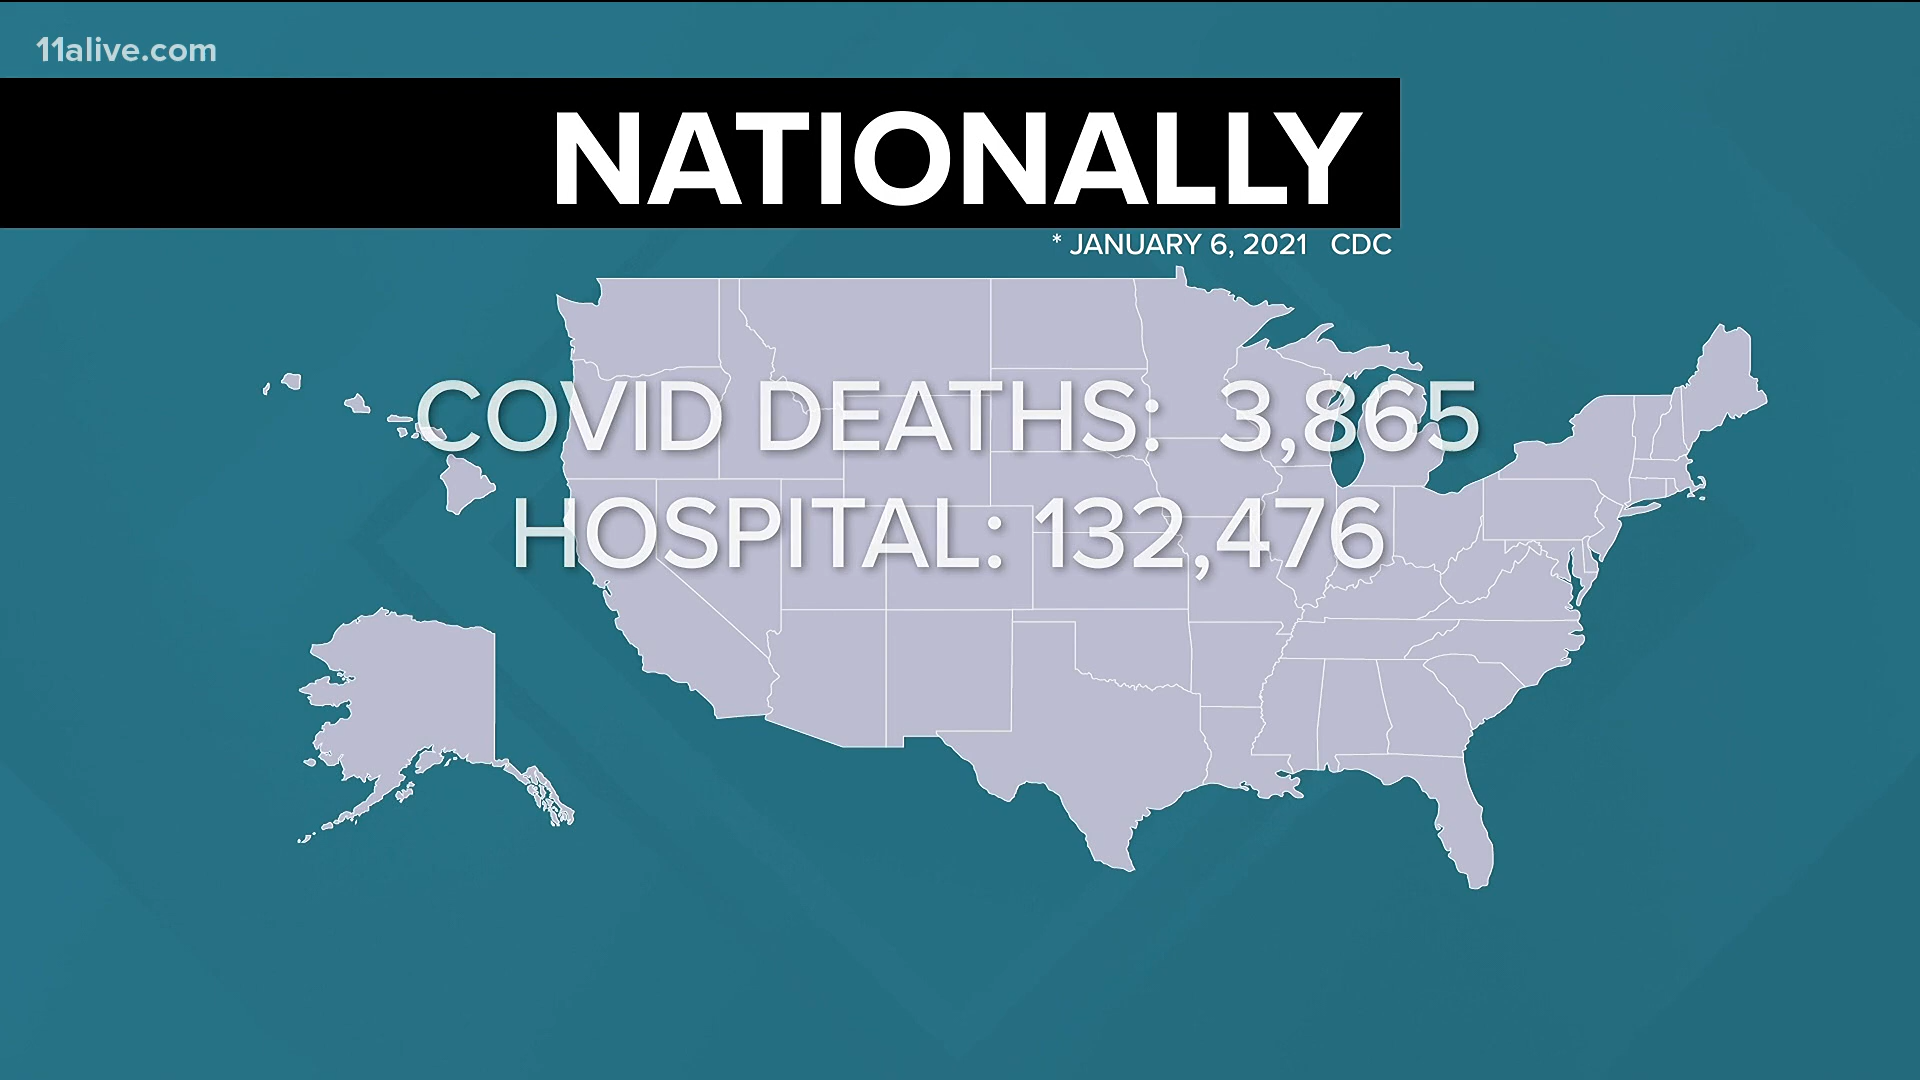 11alive.com
NATIONALLY
* JANUARY 6, 2021 CDC
COVID DEATHS: 3,865
HOSPITAL: 132,476